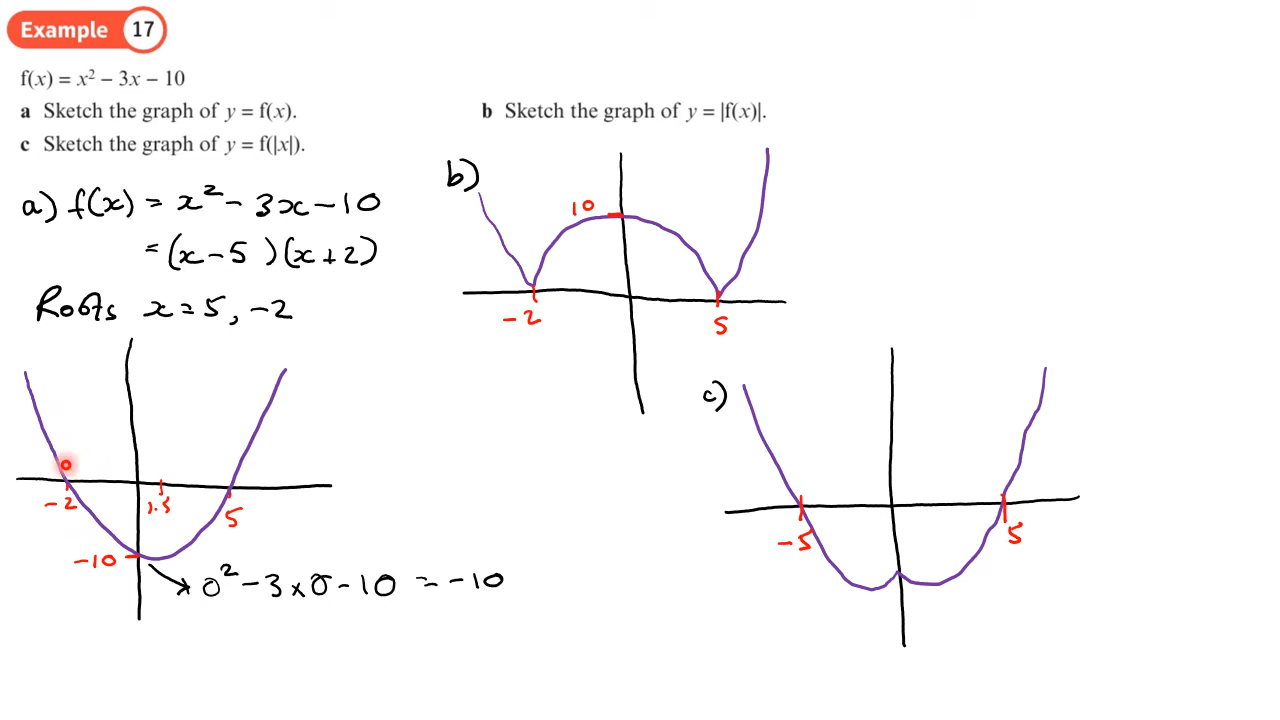 Example 17
f(x) = x² − 3x − 10
a Sketch the graph of y = f(x).
b Sketch the graph of y = |f(x)|.
c Sketch the graph of y = f(|x|).
a) f(x) = x² − 3x − 10
= (x − 5 )(x + 2)
Roots x = 5, −2
0
−2
1.5
5
−10
0² − 3 × 0 − 10 = −10
b)
10
−2
5
c)
−5
5